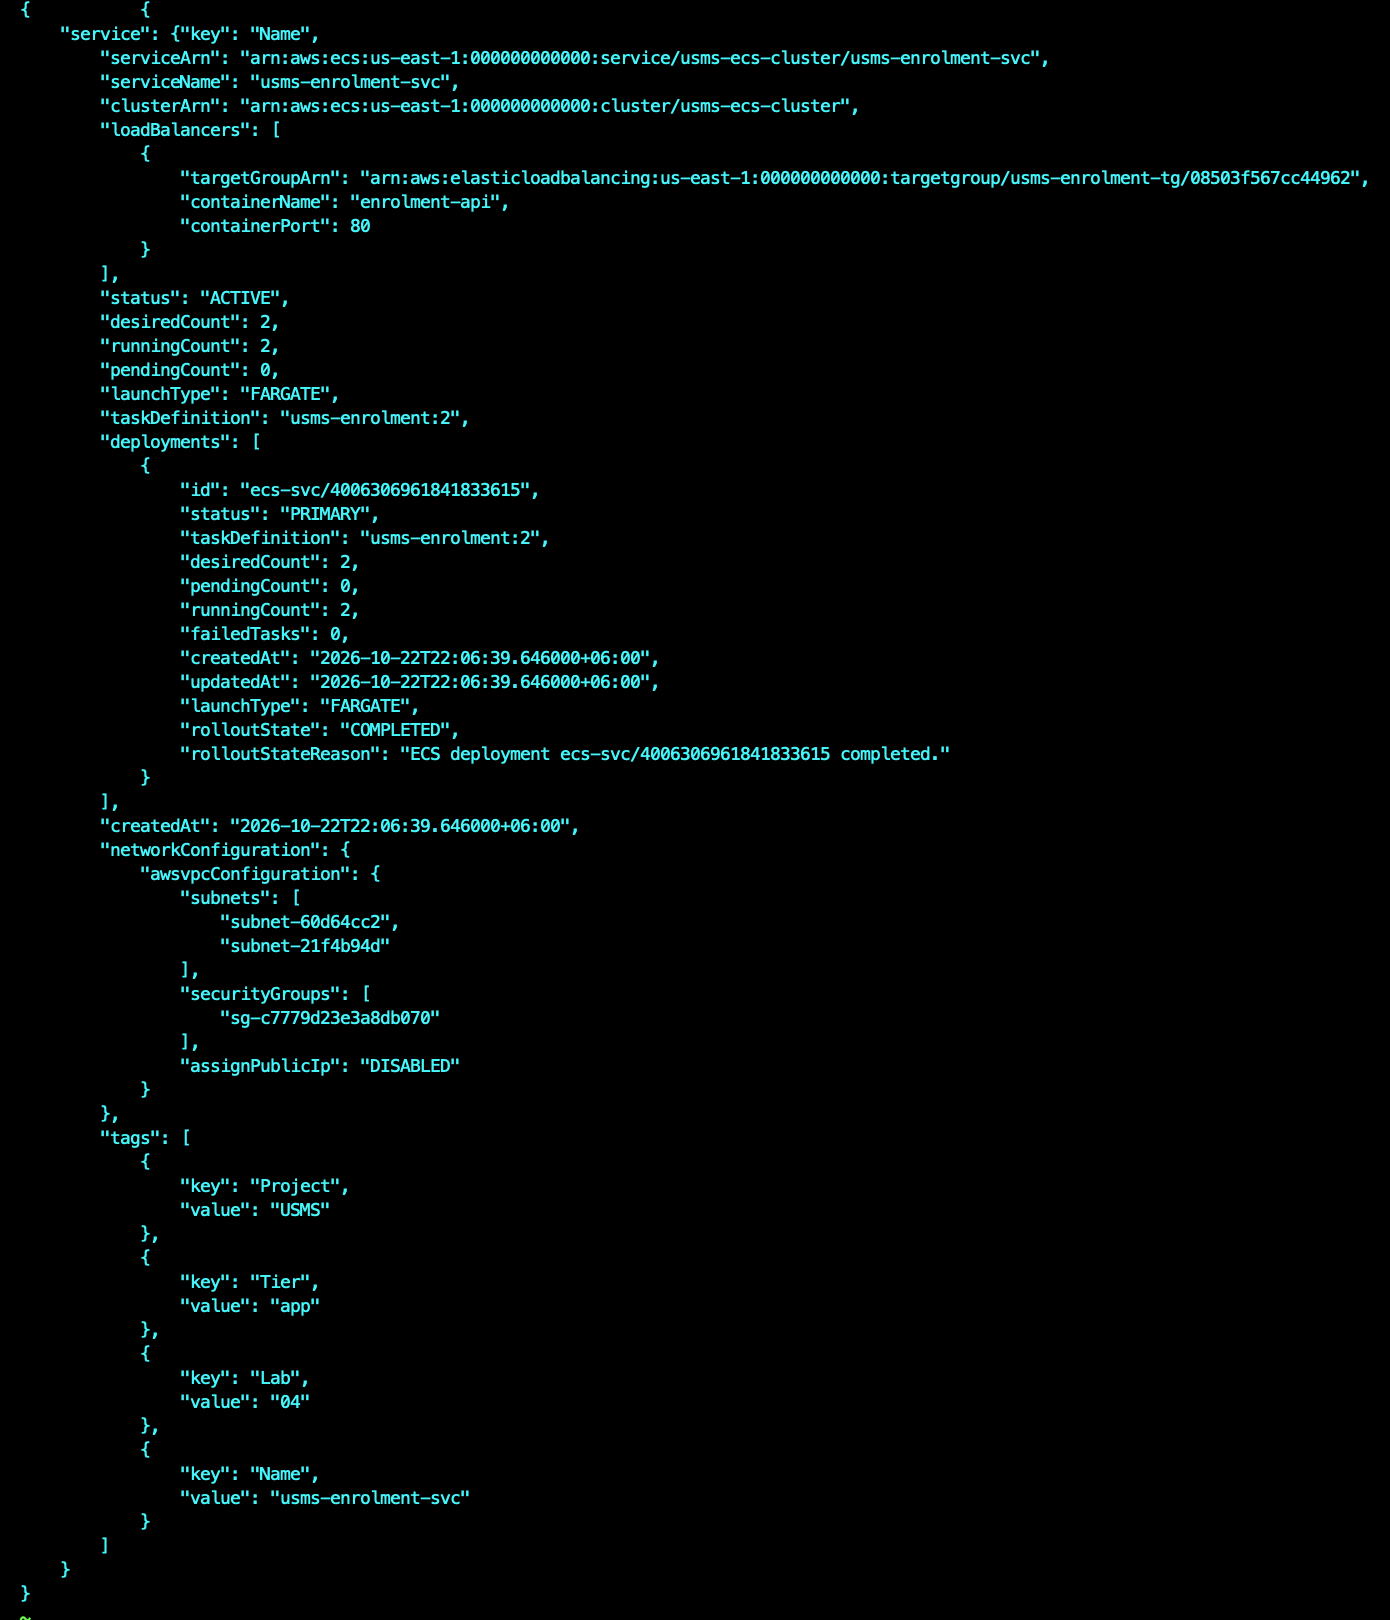 {           {
    "service": {"key": "Name",
        "serviceArn": "arn:aws:ecs:us-east-1:000000000000:service/usms-ecs-cluster/usms-enrolment-svc",
        "serviceName": "usms-enrolment-svc",
        "clusterArn": "arn:aws:ecs:us-east-1:000000000000:cluster/usms-ecs-cluster",
        "loadBalancers": [
            {
                "targetGroupArn": "arn:aws:elasticloadbalancing:us-east-1:000000000000:targetgroup/usms-enrolment-tg/08503f567cc44962",
                "containerName": "enrolment-api",
                "containerPort": 80
            }
        ],
        "status": "ACTIVE",
        "desiredCount": 2,
        "runningCount": 2,
        "pendingCount": 0,
        "launchType": "FARGATE",
        "taskDefinition": "usms-enrolment:2",
        "deployments": [
            {
                "id": "ecs-svc/4006306961841833615",
                "status": "PRIMARY",
                "taskDefinition": "usms-enrolment:2",
                "desiredCount": 2,
                "pendingCount": 0,
                "runningCount": 2,
                "failedTasks": 0,
                "createdAt": "2026-10-22T22:06:39.646000+06:00",
                "updatedAt": "2026-10-22T22:06:39.646000+06:00",
                "launchType": "FARGATE",
                "rolloutState": "COMPLETED",
                "rolloutStateReason": "ECS deployment ecs-svc/4006306961841833615 completed."
            }
        ],
        "createdAt": "2026-10-22T22:06:39.646000+06:00",
        "networkConfiguration": {
            "awsvpcConfiguration": {
                "subnets": [
                    "subnet-60d64cc2",
                    "subnet-21f4b94d"
                ],
                "securityGroups": [
                    "sg-c7779d23e3a8db070"
                ],
                "assignPublicIp": "DISABLED"
            }
        },
        "tags": [
            {
                "key": "Project",
                "value": "USMS"
            },
            {
                "key": "Tier",
                "value": "app"
            },
            {
                "key": "Lab",
                "value": "04"
            },
            {
                "key": "Name",
                "value": "usms-enrolment-svc"
            }
        ]
    }
}
~